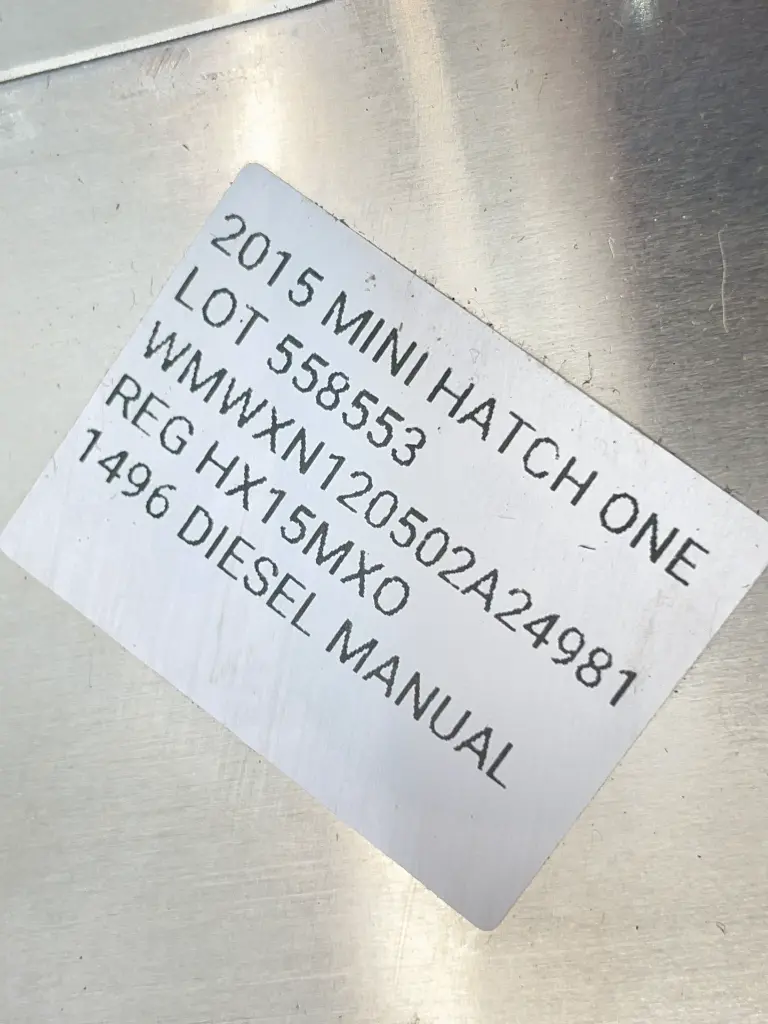 2015 MINI HATCH ONE
LOT 558553
WMWXN120502A24981
REG HX15MXO
1496 DIESEL MANUAL